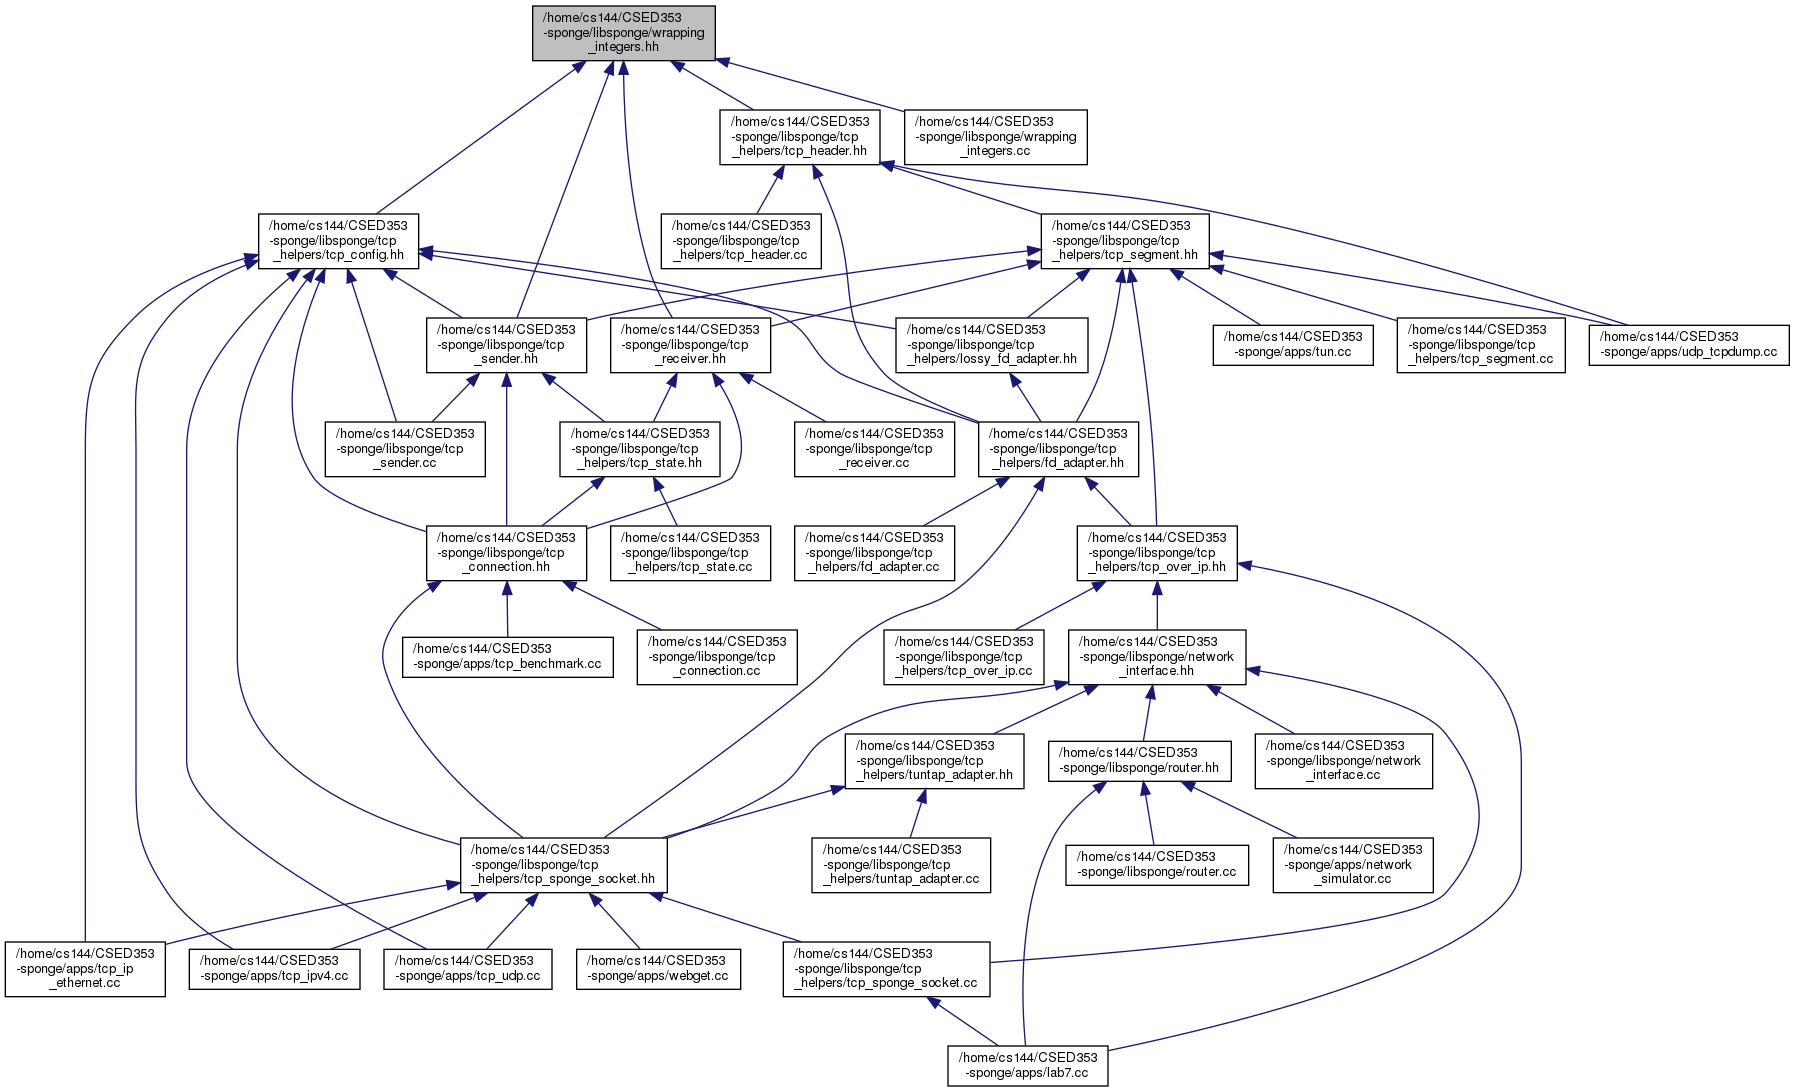 /home/cs144/CSED353
-sponge/libsponge/wrapping
_integers.hh
/home/cs144/CSED353
-sponge/libsponge/tcp
_helpers/tcp_header.hh
/home/cs144/CSED353
-sponge/libsponge/wrapping
_integers.cc
/home/cs144/CSED353
-sponge/libsponge/tcp
_helpers/tcp_config.hh
/home/cs144/CSED353
-sponge/libsponge/tcp
_helpers/tcp_header.cc
/home/cs144/CSED353
-sponge/libsponge/tcp
_helpers/tcp_segment.hh
/home/cs144/CSED353
-sponge/libsponge/tcp
_sender.hh
/home/cs144/CSED353
-sponge/libsponge/tcp
_receiver.hh
/home/cs144/CSED353
-sponge/libsponge/tcp
_helpers/lossy_fd_adapter.hh
/home/cs144/CSED353
-sponge/apps/tun.cc
/home/cs144/CSED353
-sponge/libsponge/tcp
_helpers/tcp_segment.cc
/home/cs144/CSED353
-sponge/apps/udp_tcpdump.cc
/home/cs144/CSED353
-sponge/libsponge/tcp
_sender.cc
/home/cs144/CSED353
-sponge/libsponge/tcp
_helpers/tcp_state.hh
/home/cs144/CSED353
-sponge/libsponge/tcp
_receiver.cc
/home/cs144/CSED353
-sponge/libsponge/tcp
_helpers/fd_adapter.hh
/home/cs144/CSED353
-sponge/libsponge/tcp
_connection.hh
/home/cs144/CSED353
-sponge/libsponge/tcp
_helpers/tcp_state.cc
/home/cs144/CSED353
-sponge/libsponge/tcp
_helpers/fd_adapter.cc
/home/cs144/CSED353
-sponge/libsponge/tcp
_helpers/tcp_over_ip.hh
/home/cs144/CSED353
-sponge/apps/tcp_benchmark.cc
/home/cs144/CSED353
-sponge/libsponge/tcp
_connection.cc
/home/cs144/CSED353
-sponge/libsponge/tcp
_helpers/tcp_over_ip.cc
/home/cs144/CSED353
-sponge/libsponge/network
_interface.hh
/home/cs144/CSED353
-sponge/libsponge/tcp
_helpers/tuntap_adapter.hh
/home/cs144/CSED353
-sponge/libsponge/router.hh
/home/cs144/CSED353
-sponge/libsponge/network
_interface.cc
/home/cs144/CSED353
-sponge/libsponge/tcp
_helpers/tcp_sponge_socket.hh
/home/cs144/CSED353
-sponge/libsponge/tcp
_helpers/tuntap_adapter.cc
/home/cs144/CSED353
-sponge/libsponge/router.cc
/home/cs144/CSED353
-sponge/apps/network
_simulator.cc
/home/cs144/CSED353
-sponge/apps/tcp_ip
_ethernet.cc
/home/cs144/CSED353
-sponge/apps/tcp_ipv4.cc
/home/cs144/CSED353
-sponge/apps/tcp_udp.cc
/home/cs144/CSED353
-sponge/apps/webget.cc
/home/cs144/CSED353
-sponge/libsponge/tcp
_helpers/tcp_sponge_socket.cc
/home/cs144/CSED353
-sponge/apps/lab7.cc